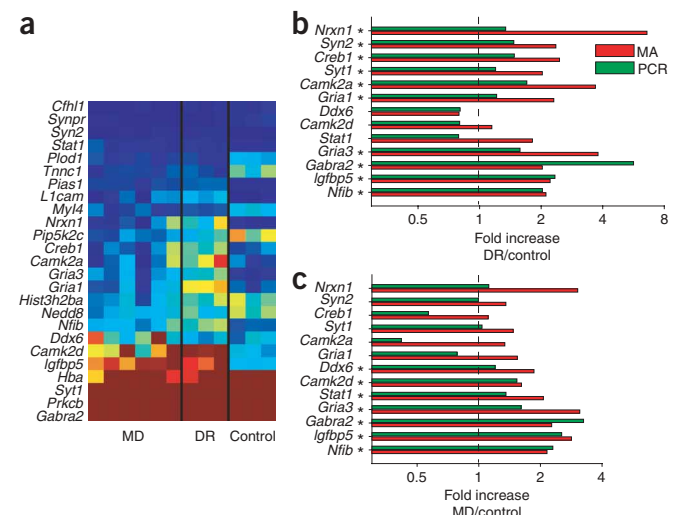 a
Cfhl1
Synpr
Syn2
Stat1
Plod1
Tnnc1
Pias1
L1cam
Myl4
Nrxn1
Pip5k2c
Creb1
Camk2a
Gria3
Gria1
Hist3h2ba
Nedd8
Nfib
Ddx6
Camk2d
Igfbp5
Hba
Syt1
Prkcb
Gabra2
MD DR Control
b
Nrxn1 *
Syn2 *
Creb1 *
Syt1 *
Camk2a *
Gria1 *
Ddx6
Camk2d
Stat1
Gria3 *
Gabra2 *
Igfbp5 *
Nfib *
MA
PCR
0.5 1 2 4 8
Fold increase
DR/control
c
Nrxn1
Syn2
Creb1
Syt1
Camk2a
Gria1
Ddx6 *
Camk2d *
Stat1 *
Gria3 *
Gabra2 *
Igfbp5 *
Nfib *
0.5 1 2 4
Fold increase
MD/control